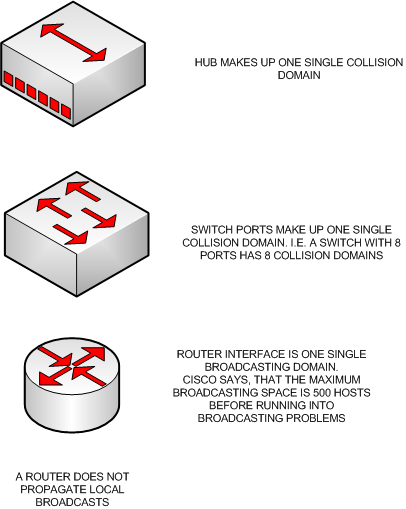 HUB MAKES UP ONE SINGLE COLLISION
DOMAIN
SWITCH PORTS MAKE UP ONE SINGLE
COLLISION DOMAIN. I.E. A SWITCH WITH 8
PORTS HAS 8 COLLISION DOMAINS
ROUTER INTERFACE IS ONE SINGLE
BROADCASTING DOMAIN.
CISCO SAYS, THAT THE MAXIMUM
BROADCASTING SPACE IS 500 HOSTS
BEFORE RUNNING INTO
BROADCASTING PROBLEMS
A ROUTER DOES NOT
PROPAGATE LOCAL
BROADCASTS